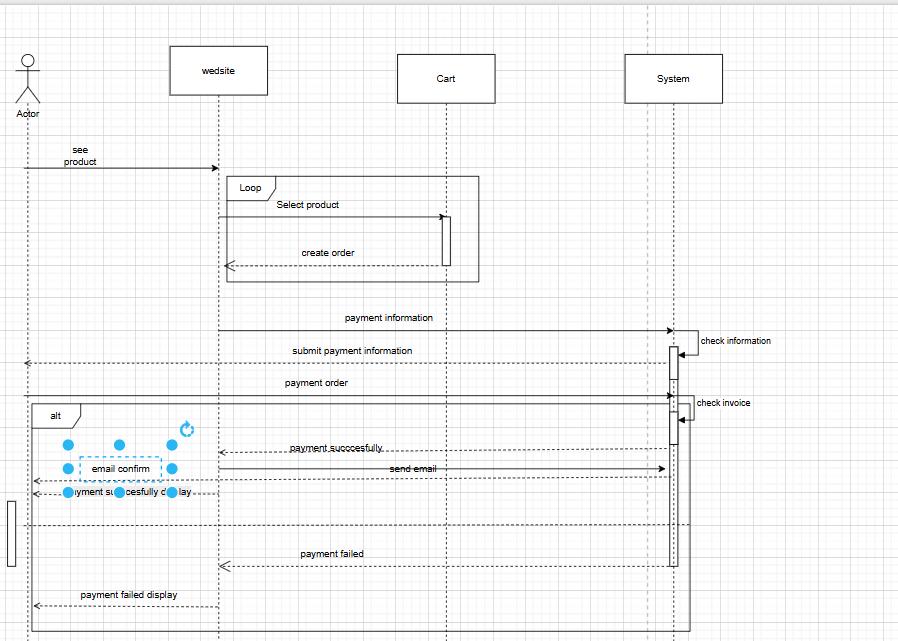 wedsite
Cart
System
Actor
see
product
Loop
Select product
create order
payment information
check information
submit payment information
payment order
check invoice
alt
payment succcesfully
email confirm
send email
payment failed
payment failed display